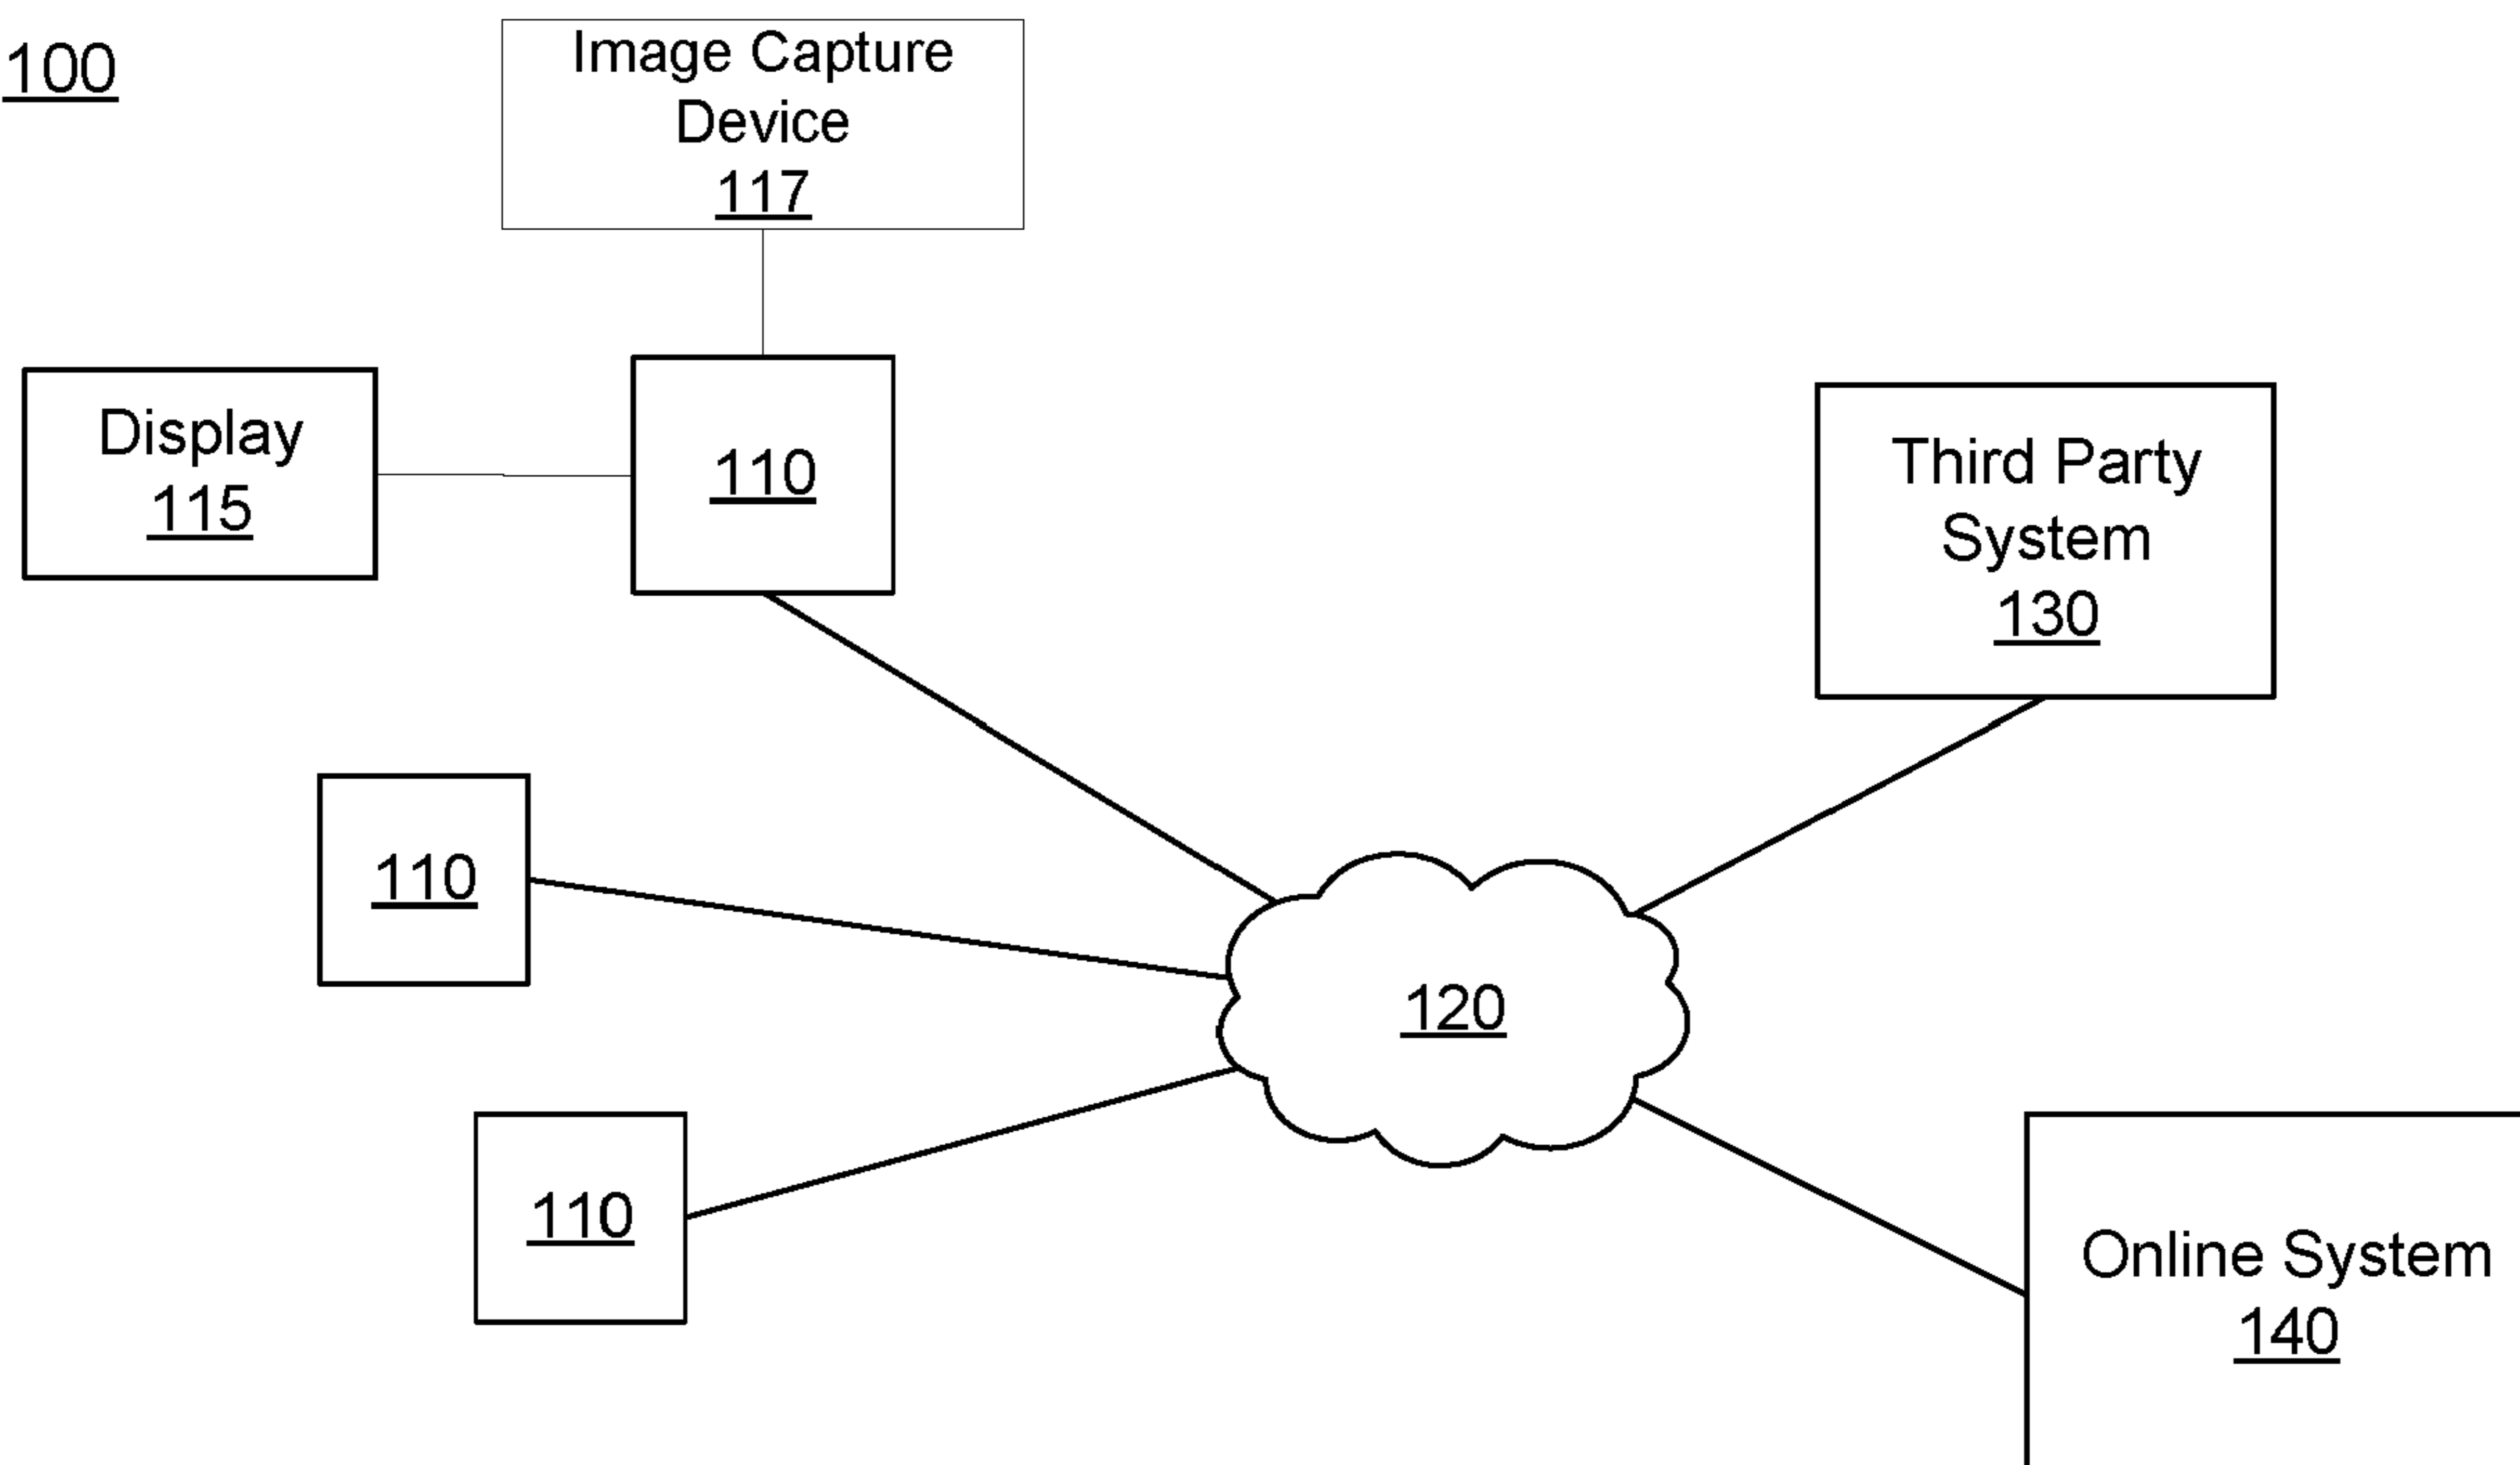 100
Image Capture
Device
117
Display
115
110
Third Party
System
130
110
120
110
Online System
140